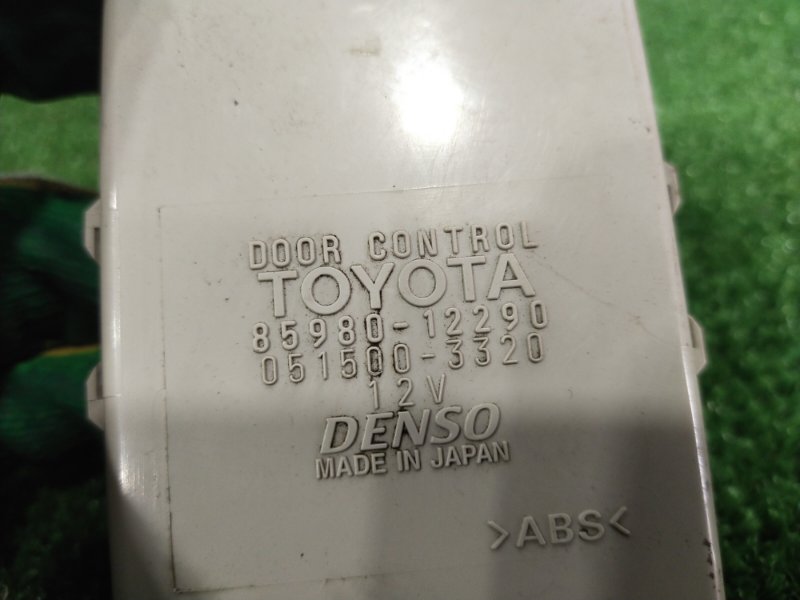 DOOR CONTROL
TOYOTA
85980-12290
051500-3320
12V
DENSO
MADE IN JAPAN
>ABS<